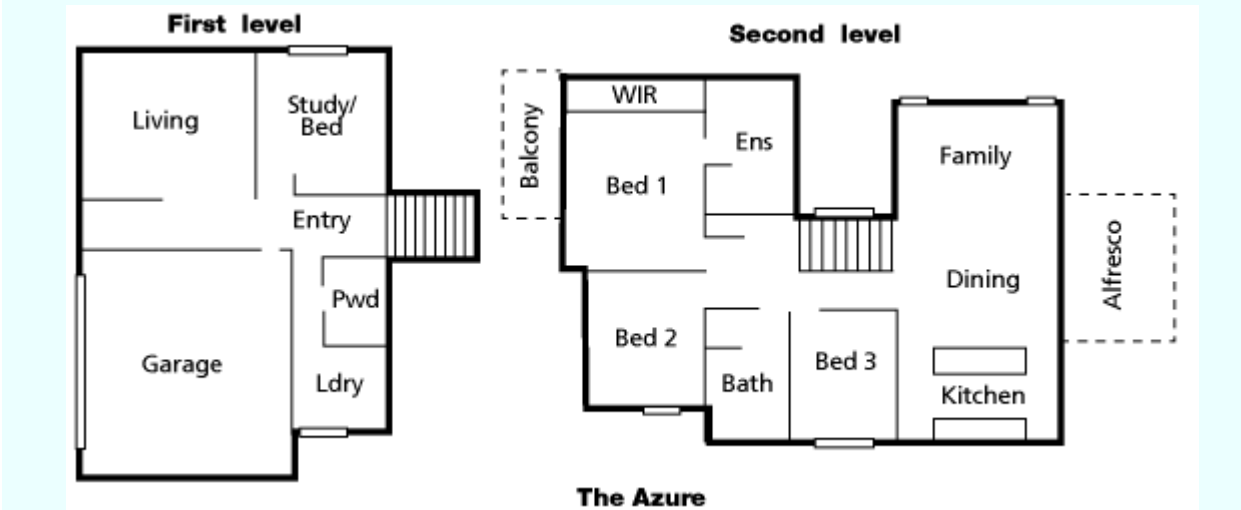 First level
Second level
Living
Study/
Bed
Entry
Pwd
Garage
Ldry
Balcony
WIR
Ens
Bed 1
Family
Dining
Alfresco
Bed 2
Bath
Bed 3
Kitchen
The Azure